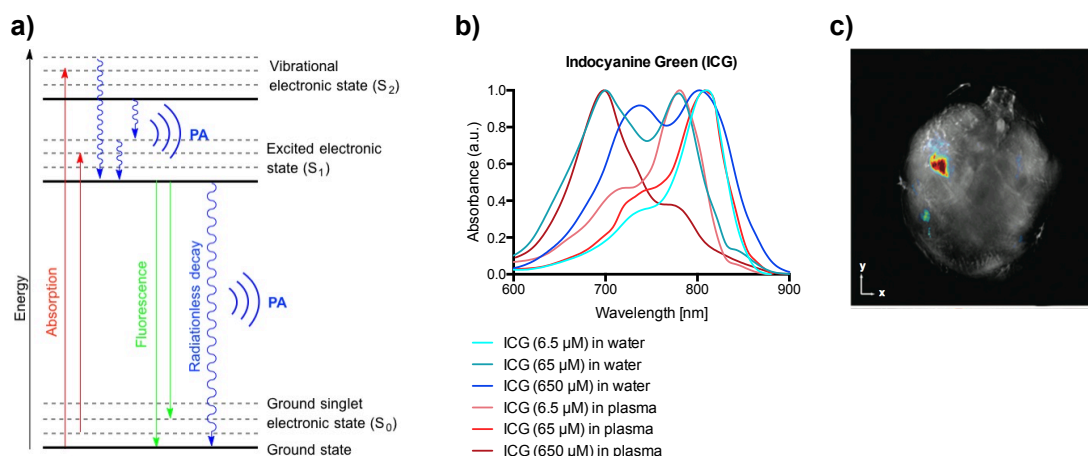 a)
Energy
Absorption
Fluorescence
Radiationless decay
PA
PA
Vibrational
electronic state (S2)
Excited electronic
state (S1)
Ground singlet
electronic state (S0)
Ground state
b)
Indocyanine Green (ICG)
Absorbance (a.u.)
1.0
0.8
0.6
0.4
0.2
0.0
600 700 800 900
Wavelength [nm]
ICG (6.5 µM) in water
ICG (65 µM) in water
ICG (650 µM) in water
ICG (6.5 µM) in plasma
ICG (65 µM) in plasma
ICG (650 µM) in plasma
c)
y
x